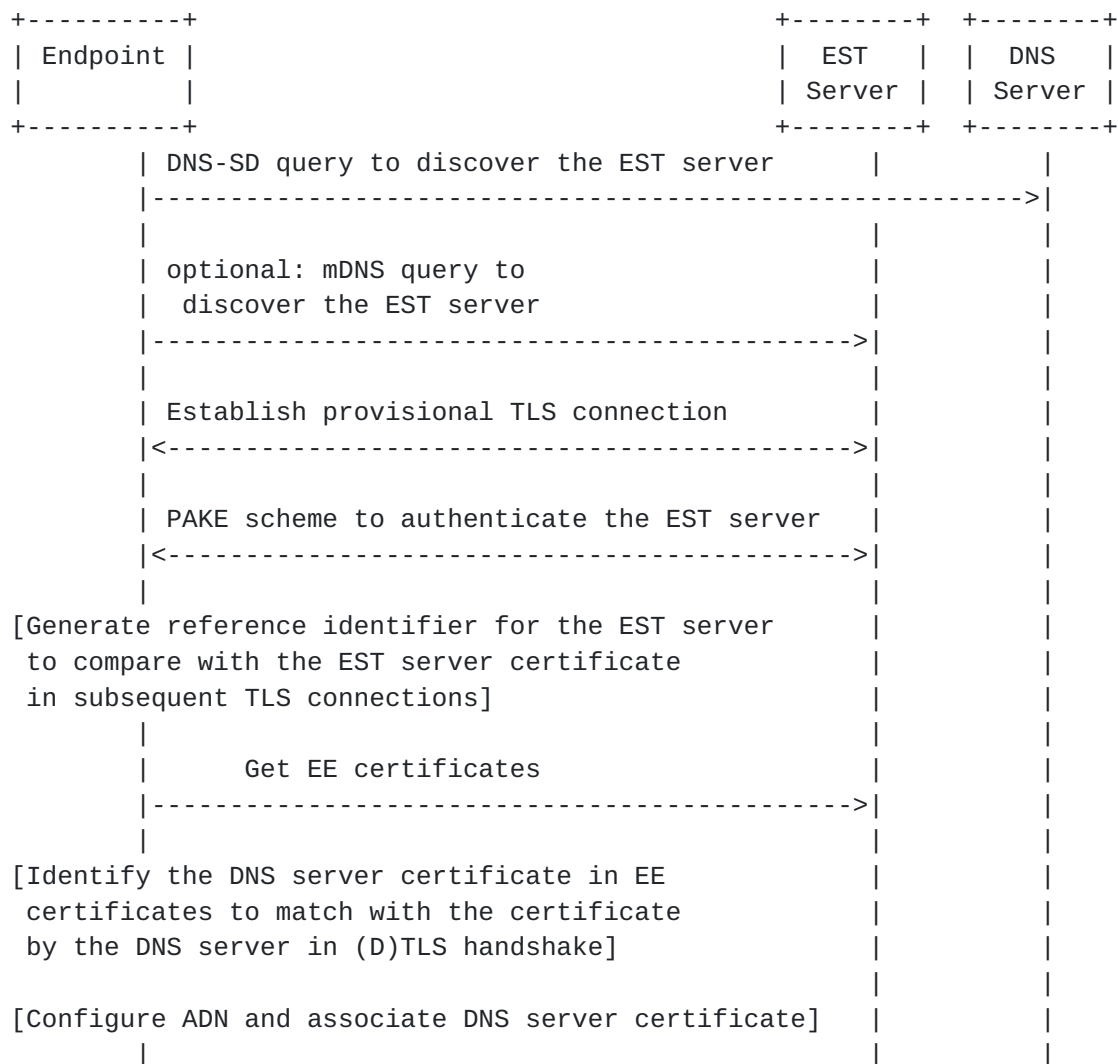 +----------+                                     +--------+  +--------+
| Endpoint |                                     |  EST   |  |  DNS   |
|          |                                     | Server |  | Server |
+----------+                                     +--------+  +--------+
        | DNS-SD query to discover the EST server      |          |
        |-------------------------------------------------------->|
        |                                              |          |
        | optional: mDNS query to                      |          |
        |  discover the EST server                     |          |
        |--------------------------------------------->|          |
        |                                              |          |
        | Establish provisional TLS connection         |          |
        |<-------------------------------------------->|          |
        |                                              |          |
        | PAKE scheme to authenticate the EST server   |          |
        |<-------------------------------------------->|          |
        |                                              |          |
[Generate reference identifier for the EST server      |          |
 to compare with the EST server certificate            |          |
 in subsequent TLS connections]                        |          |
        |                                              |          |
        |      Get EE certificates                     |          |
        |--------------------------------------------->|          |
        |                                              |          |
[Identify the DNS server certificate in EE             |          |
 certificates to match with the certificate            |          |
 by the DNS server in (D)TLS handshake]                |          |
                                                       |          |
[Configure ADN and associate DNS server certificate]   |          |
        |                                              |          |